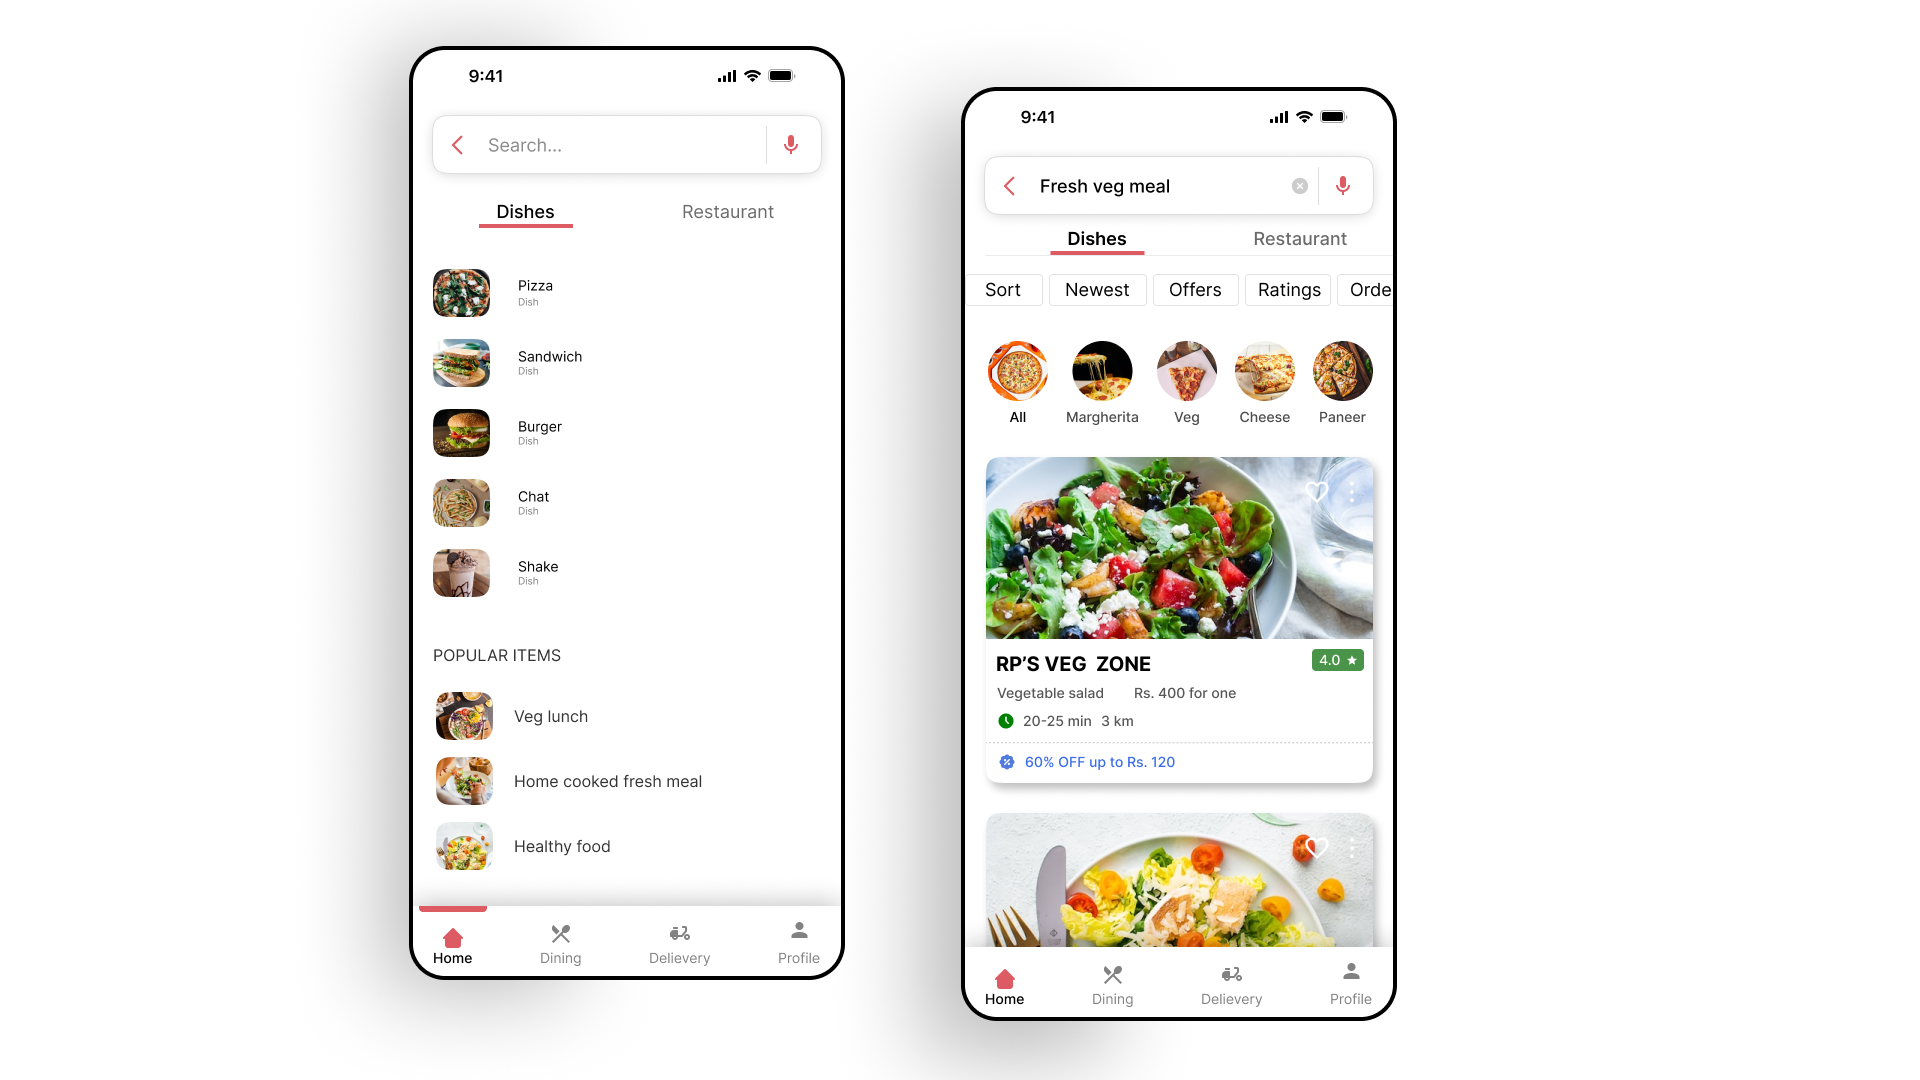 9:41
Search...
Dishes Restaurant
Pizza
Dish
Sandwich
Dish
Burger
Dish
Chat
Dish
Shake
Dish
POPULAR ITEMS
Veg lunch
Home cooked fresh meal
Healthy food
Home Dining Delievery Profile
9:41
Fresh veg meal
Dishes Restaurant
Sort Newest Offers Ratings Orde
All Margherita Veg Cheese Paneer
RP'S VEG ZONE 4.0
Vegetable salad Rs. 400 for one
20-25 min 3 km
60% OFF up to Rs. 120
Home Dining Delievery Profile